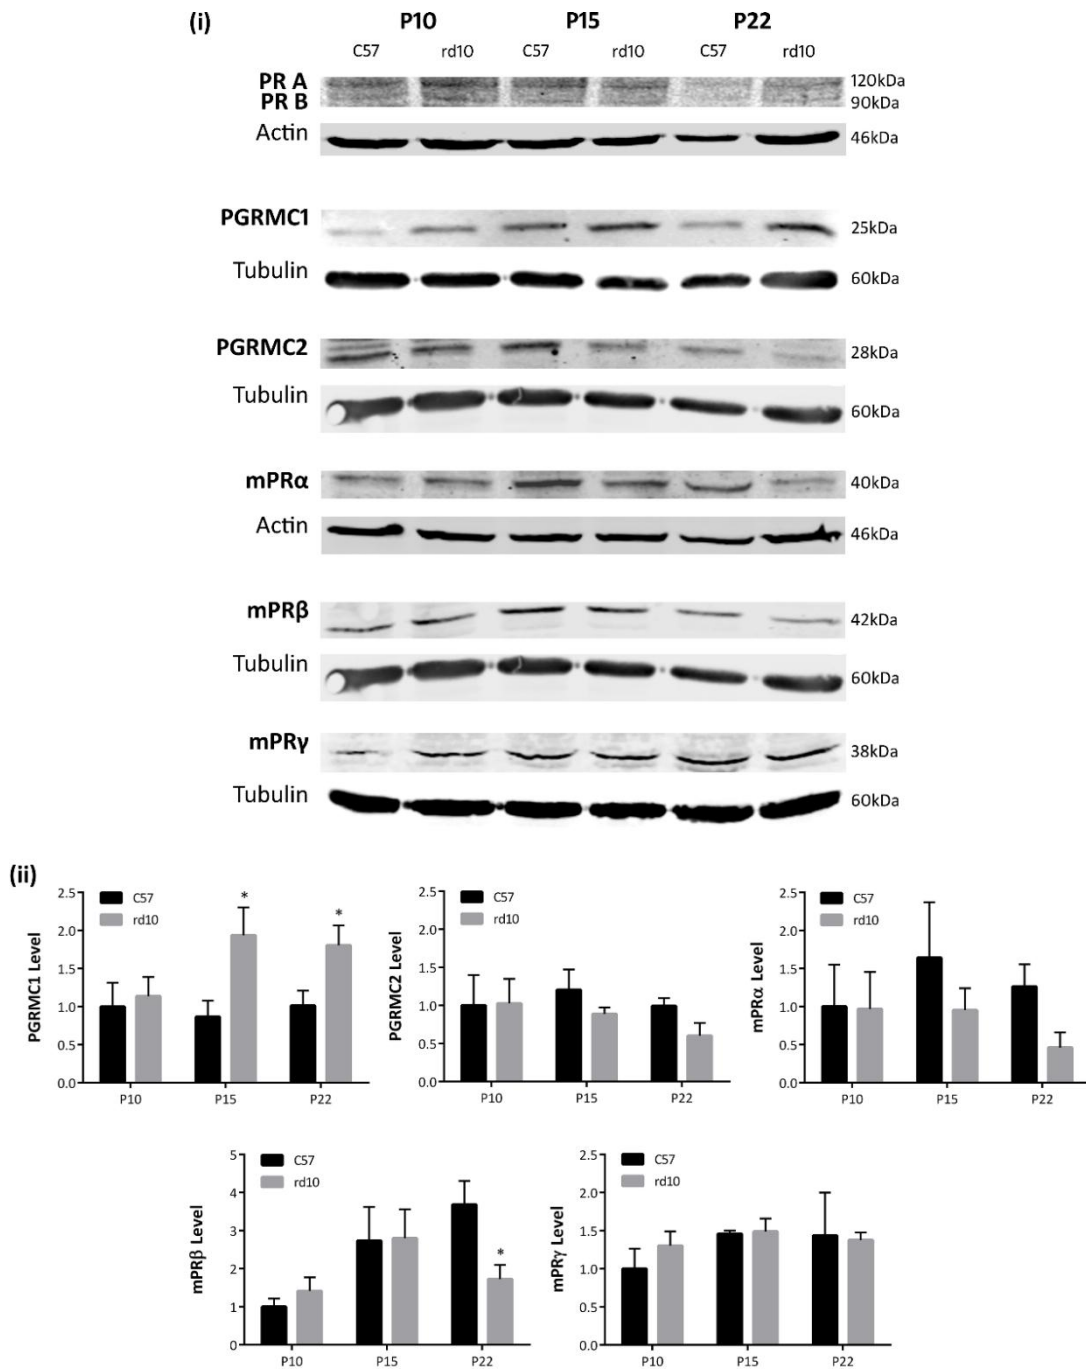 (i)
P10 P15 P22
C57 rd10 C57 rd10 C57 rd10
PR A 120kDa
PR B 90kDa
Actin 46kDa
PGRMC1 25kDa
Tubulin 60kDa
PGRMC2 28kDa
Tubulin 60kDa
mPRα 40kDa
Actin 46kDa
mPRβ 42kDa
Tubulin 60kDa
mPRγ 38kDa
Tubulin 60kDa
(ii)
PGRMC1 Level
2.5
2.0
1.5
1.0
0.5
0.0
C57
rd10
* *
P10 P15 P22
PGRMC2 Level
2.5
2.0
1.5
1.0
0.5
0.0
C57
rd10
P10 P15 P22
mPRα Level
2.5
2.0
1.5
1.0
0.5
0.0
C57
rd10
P10 P15 P22
mPRβ Level
5
4
3
2
1
0
C57
rd10
*
P10 P15 P22
mPRγ Level
2.5
2.0
1.5
1.0
0.5
0.0
C57
rd10
P10 P15 P22